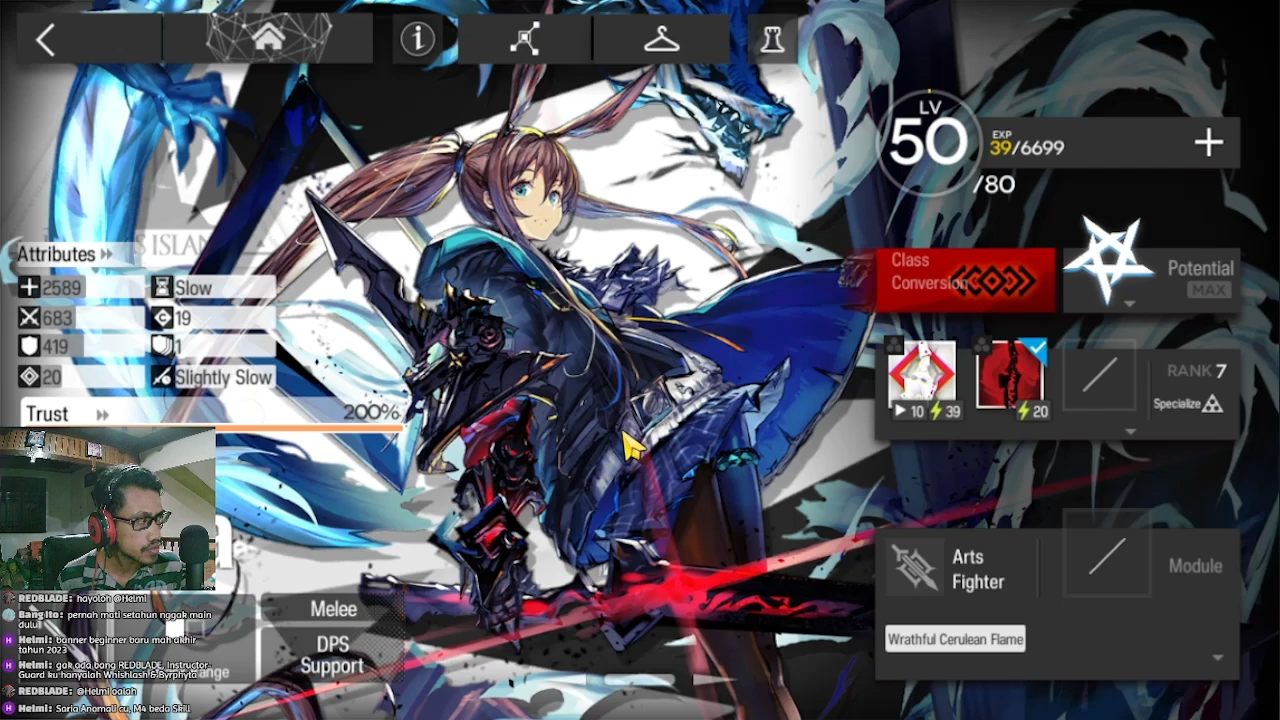 LV
50
EXP
39/6699
/80
S ISLAN
Attributes
2589
Slow
683
19
419
1
20
Slightly Slow
Trust
200%
Class
Conversion
Potential
MAX
10
39
20
RANK 7
Specialize
Arts
Fighter
Module
Wrathful Cerulean Flame
Melee
DPS
Support
REDBLADE: hayoloh @Helmi
Bang Ito: pernah mati setahun nggak main
dulu]
Helmi: banner beginner baru mah akhir
tahun 2023
Helmi: gak ada bang REDBLADE, Instructor
Guard ku hanyalah Whislash &
REDBLADE: @Helmi oalah
Helmi: Saria Anomali cu, M4 beda Skill